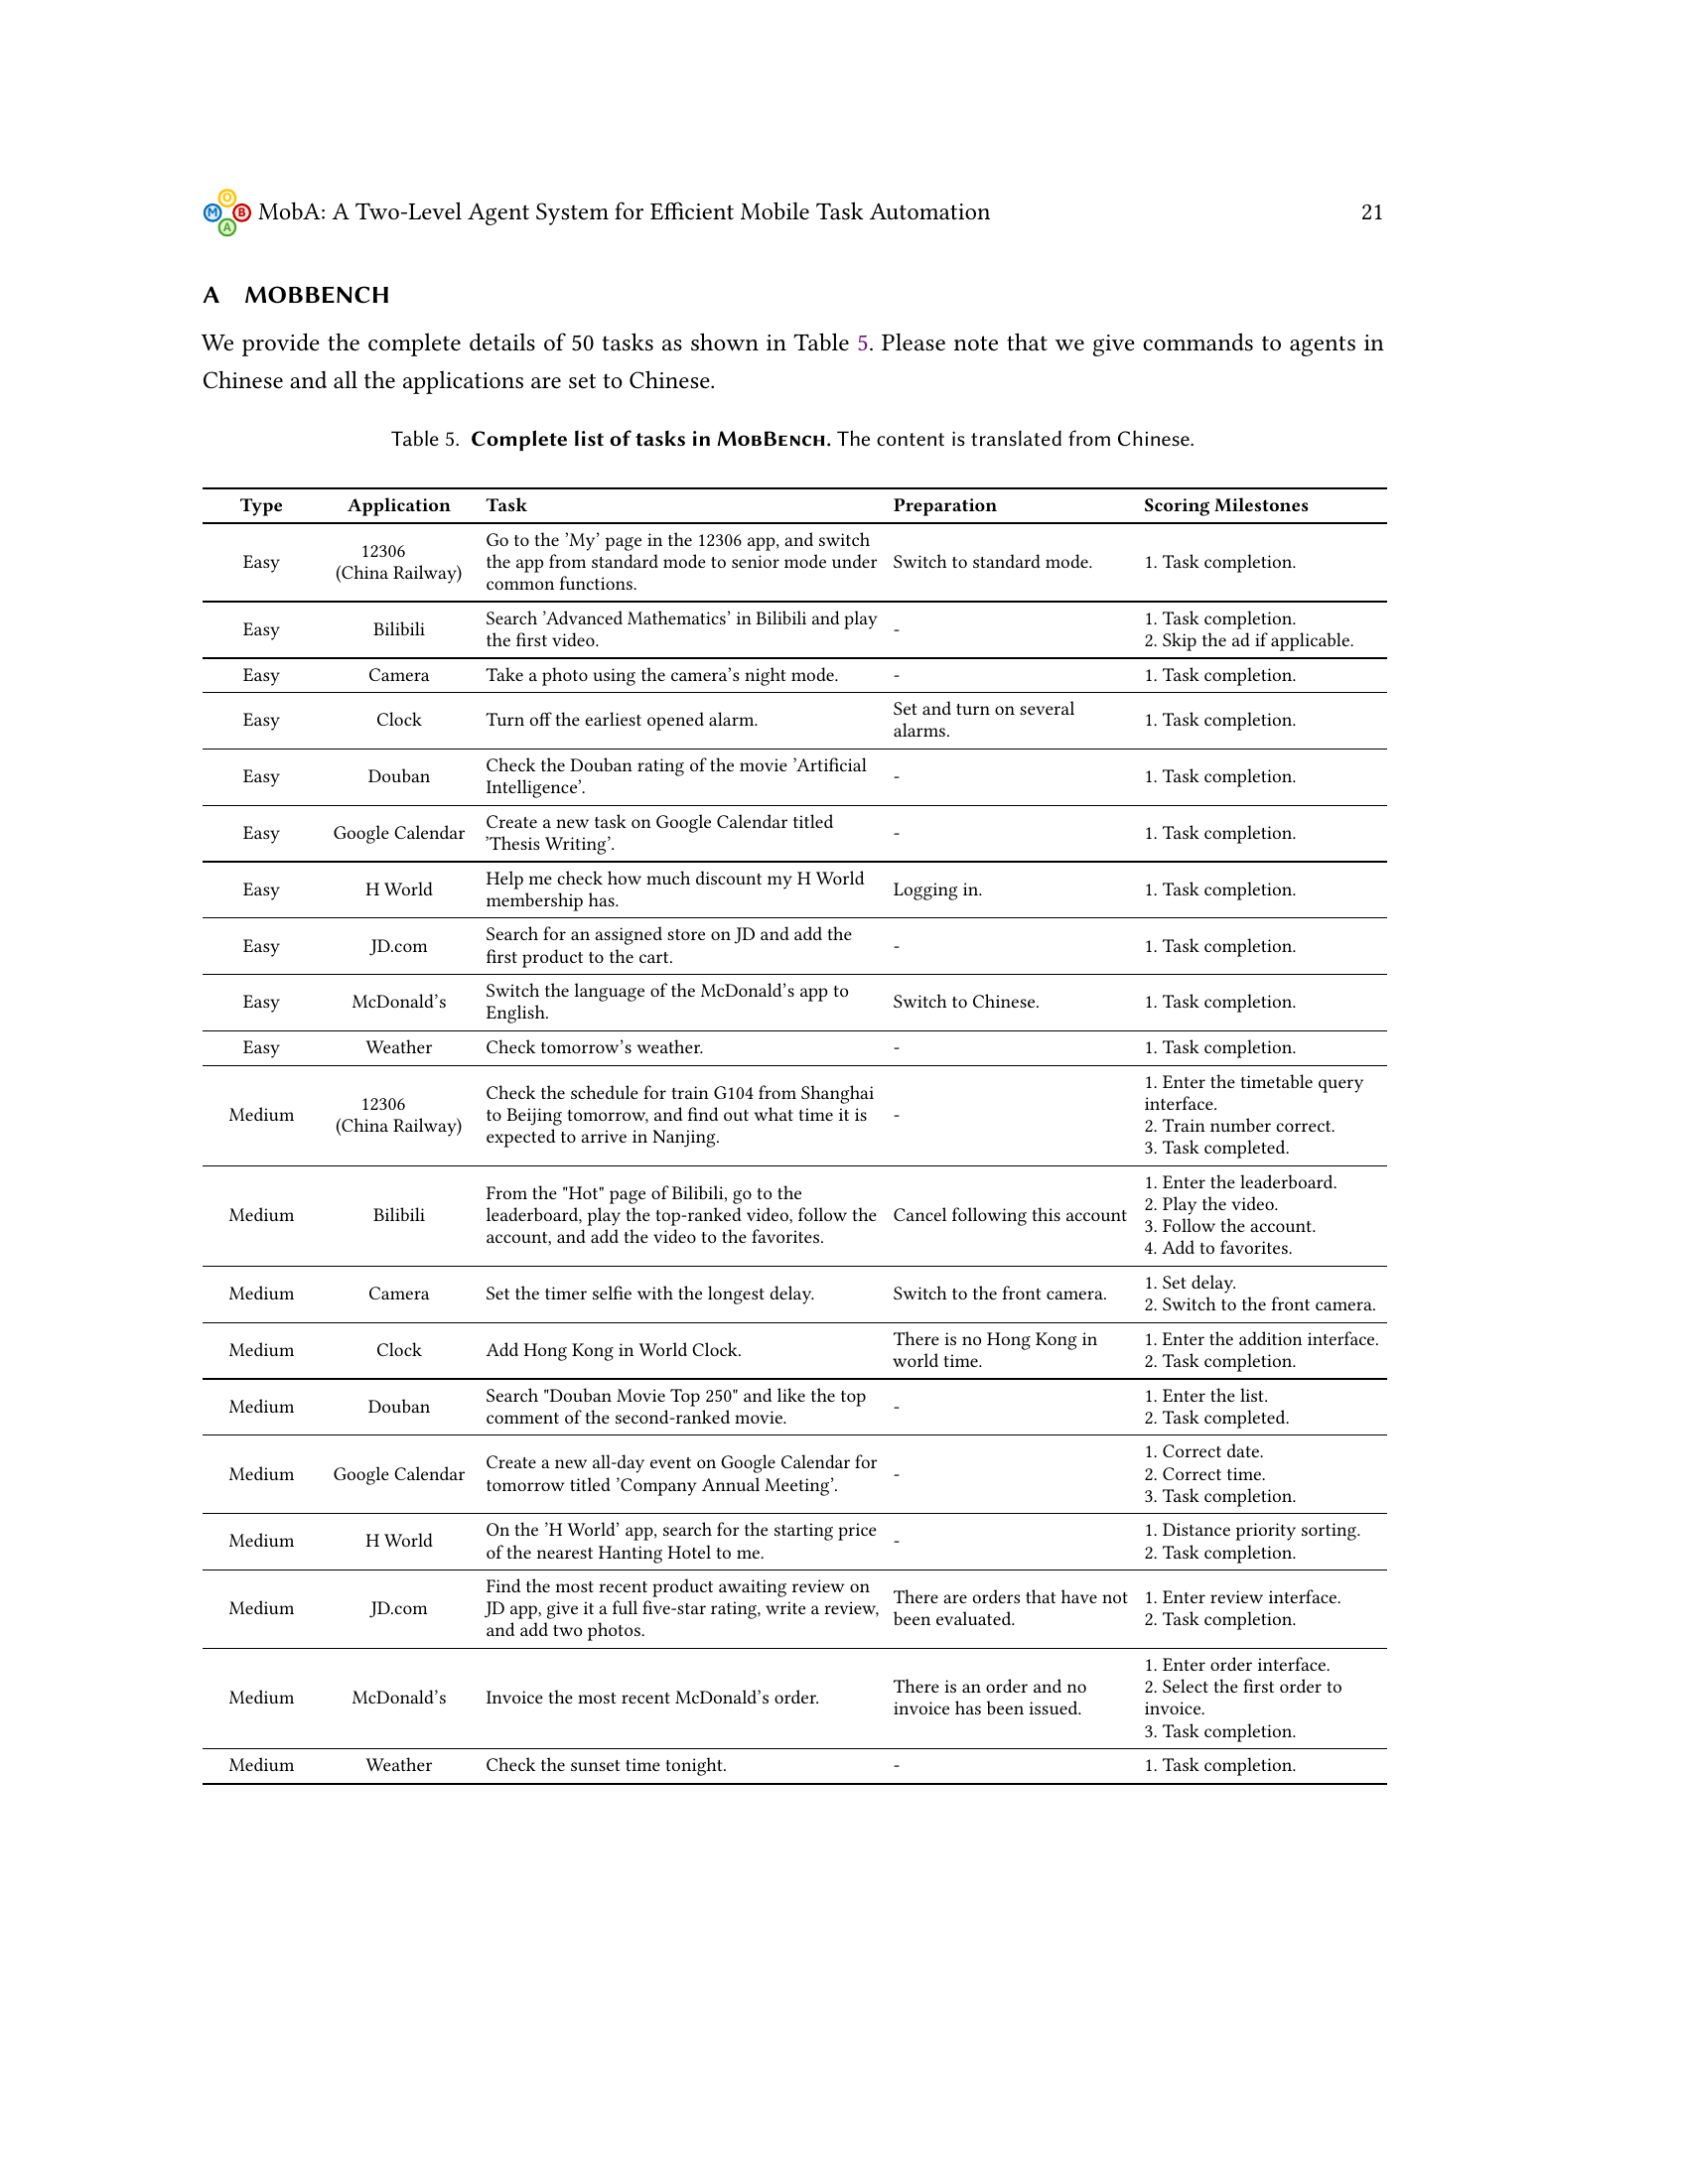 O
M B
A
MobA: A Two-Level Agent System for Efficient Mobile Task Automation 21
A MOBBENCH
We provide the complete details of 50 tasks as shown in Table 5. Please note that we give commands to agents in
Chinese and all the applications are set to Chinese.
Table 5. Complete list of tasks in MobBench. The content is translated from Chinese.
Type Application Task Preparation Scoring Milestones
Easy 12306 (China Railway) Go to the ’My’ page in the 12306 app, and switch
the app from standard mode to senior mode under
common functions. Switch to standard mode. 1. Task completion.
Easy Bilibili Search ’Advanced Mathematics’ in Bilibili and play
the first video. - 1. Task completion.
2. Skip the ad if applicable.
Easy Camera Take a photo using the camera’s night mode. - 1. Task completion.
Easy Clock Turn off the earliest opened alarm. Set and turn on several
alarms. 1. Task completion.
Easy Douban Check the Douban rating of the movie ’Artificial
Intelligence’. - 1. Task completion.
Easy Google Calendar Create a new task on Google Calendar titled
’Thesis Writing’. - 1. Task completion.
Easy H World Help me check how much discount my H World
membership has. Logging in. 1. Task completion.
Easy JD.com Search for an assigned store on JD and add the
first product to the cart. - 1. Task completion.
Easy McDonald’s Switch the language of the McDonald’s app to
English. Switch to Chinese. 1. Task completion.
Easy Weather Check tomorrow’s weather. - 1. Task completion.
Medium 12306 (China Railway) Check the schedule for train G104 from Shanghai
to Beijing tomorrow, and find out what time it is
expected to arrive in Nanjing. - 1. Enter the timetable query
interface.
2. Train number correct.
3. Task completed.
Medium Bilibili From the "Hot" page of Bilibili, go to the
leaderboard, play the top-ranked video, follow the
account, and add the video to the favorites. Cancel following this account 1. Enter the leaderboard.
2. Play the video.
3. Follow the account.
4. Add to favorites.
Medium Camera Set the timer selfie with the longest delay. Switch to the front camera. 1. Set delay.
2. Switch to the front camera.
Medium Clock Add Hong Kong in World Clock. There is no Hong Kong in
world time. 1. Enter the addition interface.
2. Task completion.
Medium Douban Search "Douban Movie Top 250" and like the top
comment of the second-ranked movie. - 1. Enter the list.
2. Task completed.
Medium Google Calendar Create a new all-day event on Google Calendar for
tomorrow titled ’Company Annual Meeting’. - 1. Correct date.
2. Correct time.
3. Task completion.
Medium H World On the ’H World’ app, search for the starting price
of the nearest Hanting Hotel to me. - 1. Distance priority sorting.
2. Task completion.
Medium JD.com Find the most recent product awaiting review on
JD app, give it a full five-star rating, write a review,
and add two photos. There are orders that have not
been evaluated. 1. Enter review interface.
2. Task completion.
Medium McDonald’s Invoice the most recent McDonald’s order. There is an order and no
invoice has been issued. 1. Enter order interface.
2. Select the first order to
invoice.
3. Task completion.
Medium Weather Check the sunset time tonight. - 1. Task completion.